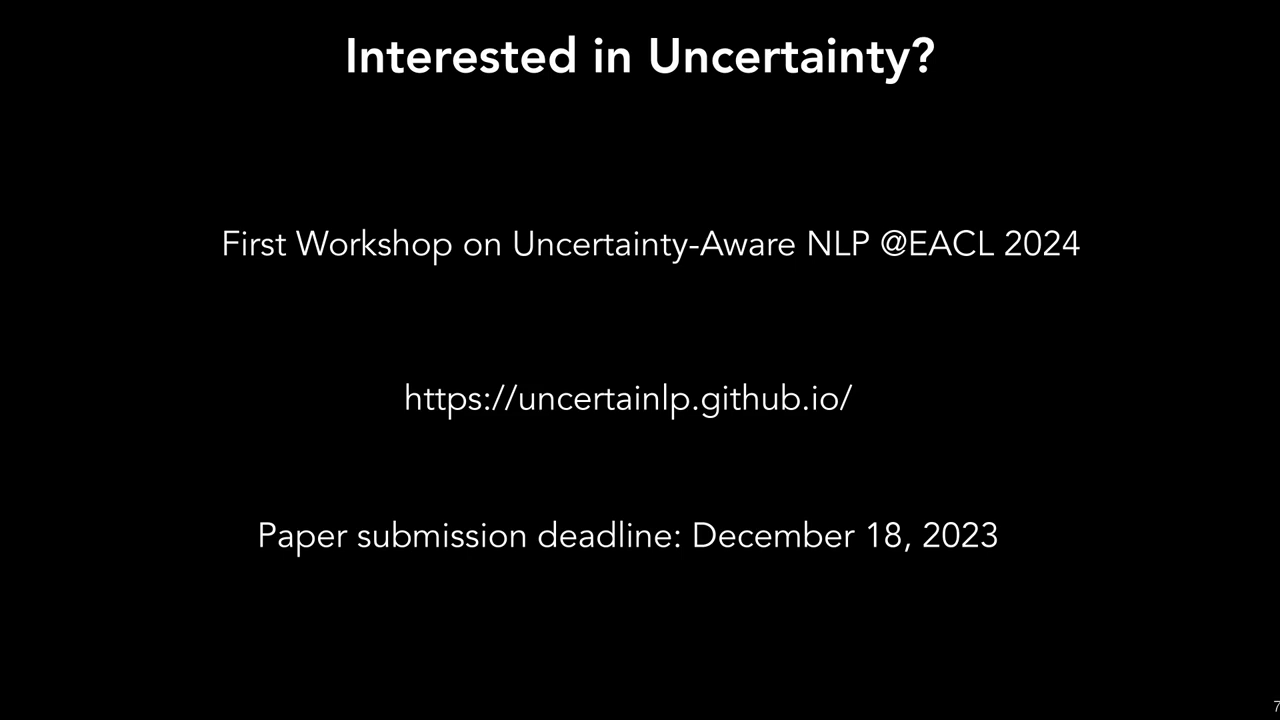 Interested in Uncertainty?
First Workshop on Uncertainty-Aware NLP @EACL 2024
https://uncertainlp.github.io/
Paper submission deadline: December 18, 2023
7